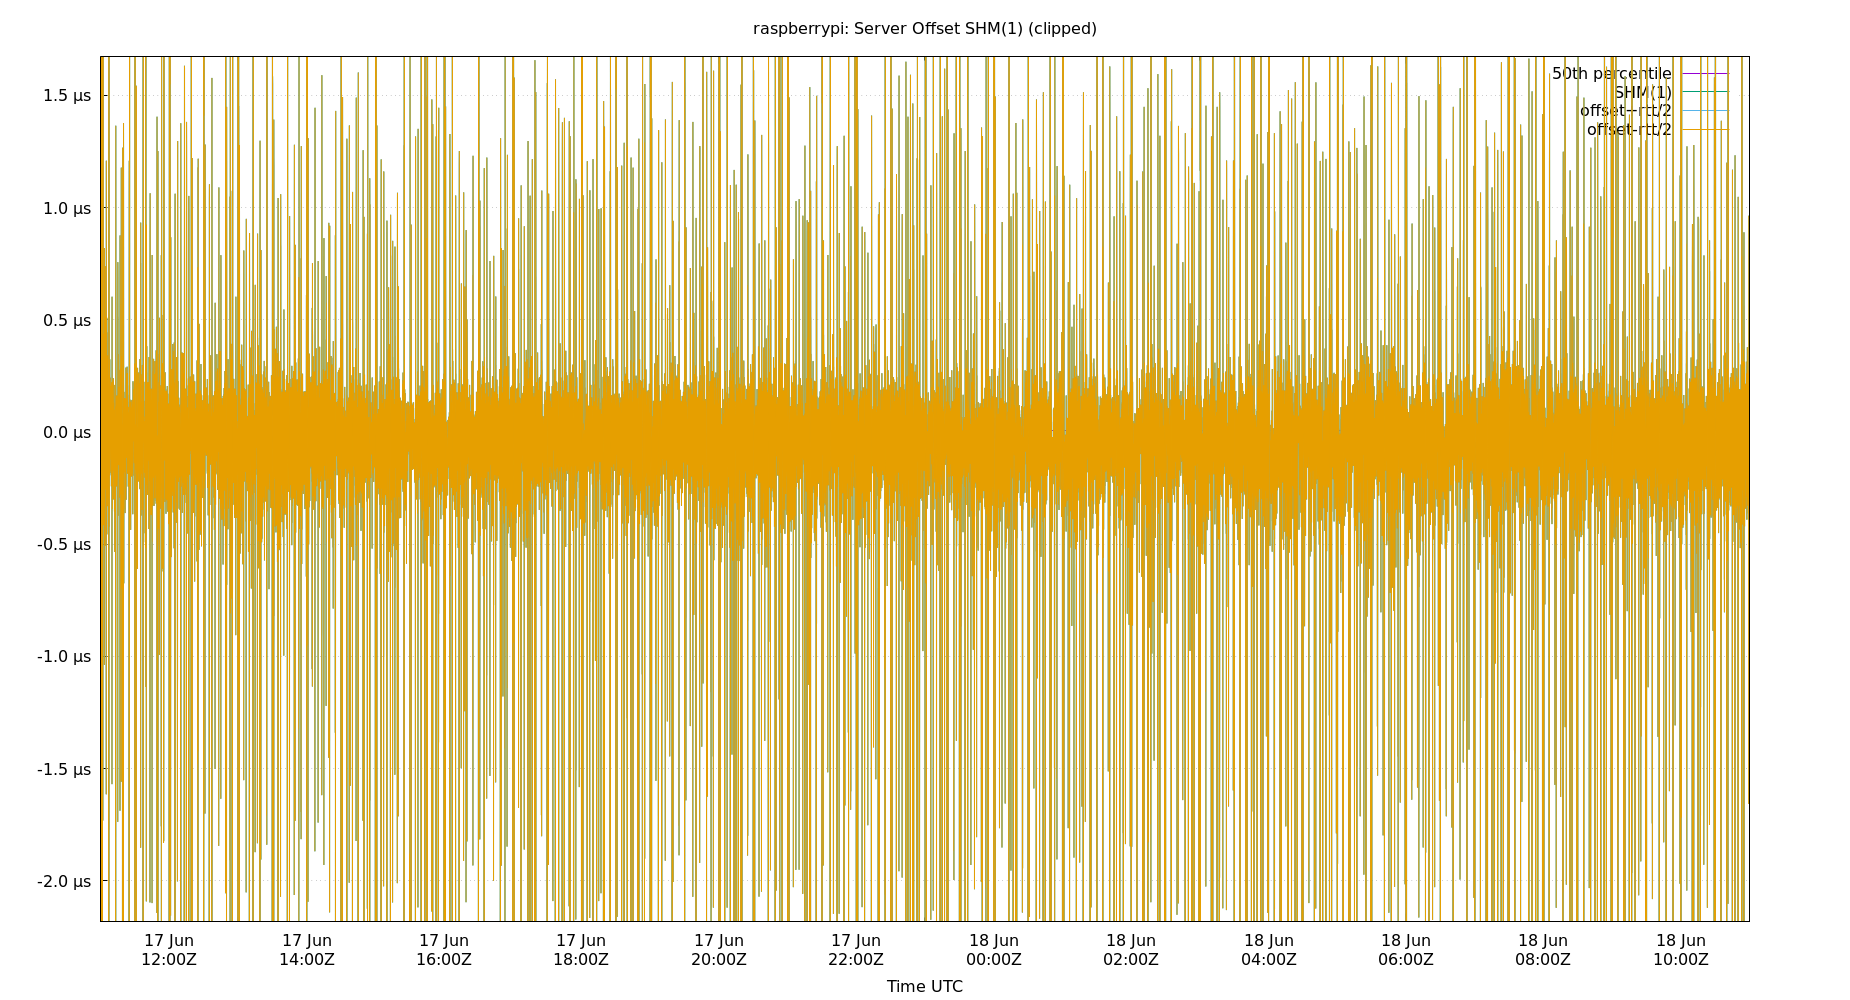 raspberrypi: Server Offset SHM(1) (clipped)
50th percentile
SHM(1)
offset-rtt/2
1.5 µs
1.0 µs
0.5 µs
0.0 µs
-0.5 µs
-1.0 µs
-1.5 µs
-2.0 µs
17 Jun 17 Jun 17 Jun 17 Jun 17 Jun 17 Jun 18 Jun 18 Jun 18 Jun 18 Jun 18 Jun 18 Jun
12:00Z 14:00Z 16:00Z 18:00Z 20:00Z 22:00Z 00:00Z 02:00Z 04:00Z 06:00Z 08:00Z 10:00Z
Time UTC